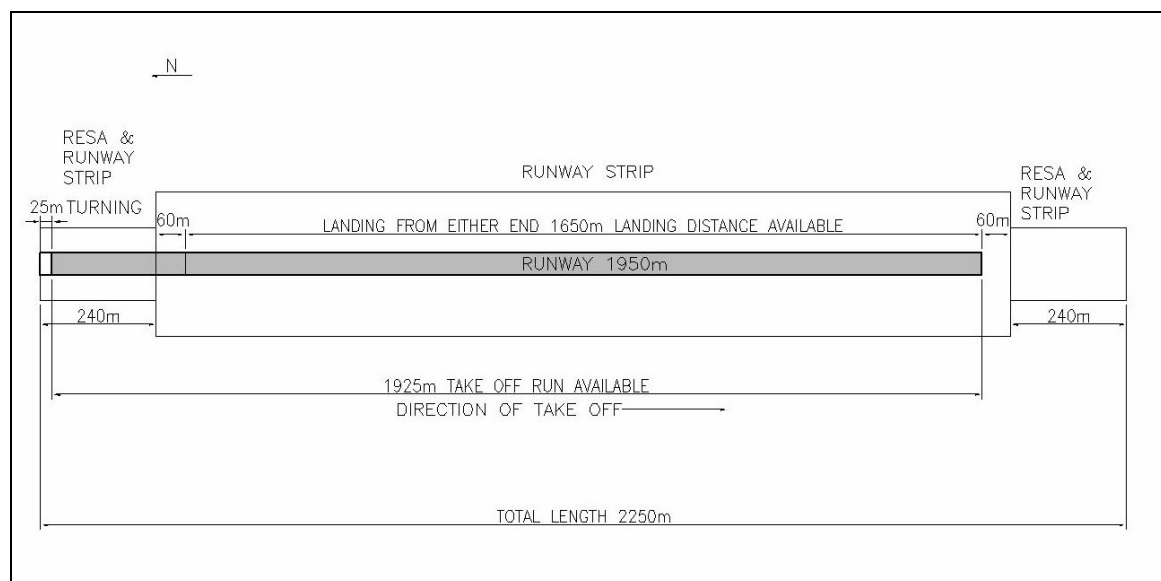 N
RESA &
RUNWAY
STRIP
RUNWAY STRIP
RESA &
RUNWAY
STRIP
25m TURNING
60m
LANDING FROM EITHER END 1650m LANDING DISTANCE AVAILABLE
60m
RUNWAY 1950m
240m
240m
1925m TAKE OFF RUN AVAILABLE
DIRECTION OF TAKE OFF
TOTAL LENGTH 2250m